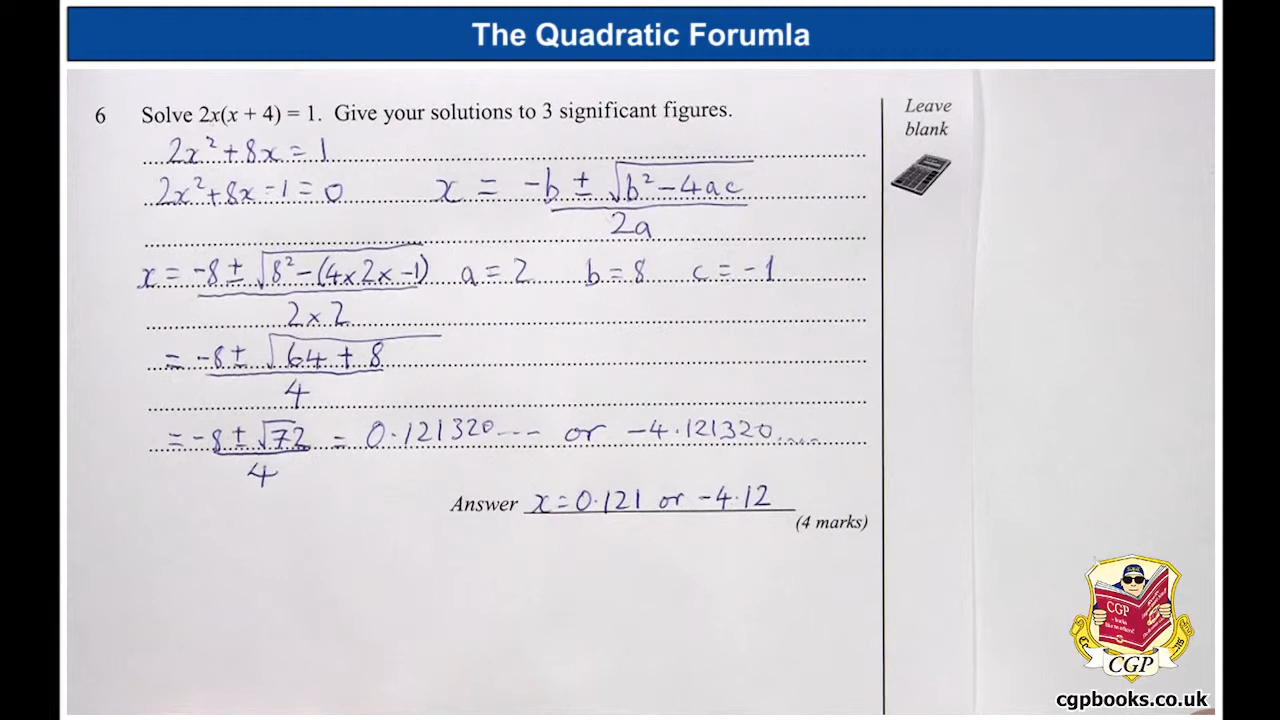 The Quadratic Forumla
6 Solve 2x(x + 4) = 1. Give your solutions to 3 significant figures.
Leave
blank
2x² + 8x = 1
2x² + 8x - 1 = 0
x = -b ± √b² - 4ac
2a
x = -8 ± √8² - (4 x 2 x -1)
2 x 2
a = 2 b = 8 c = -1
= -8 ± √64 + 8
4
= -8 ± √72 = 0.121320... or -4.121320....
4
Answer x = 0.121 or -4.12
(4 marks)
CGP
CGP
cgpbooks.co.uk